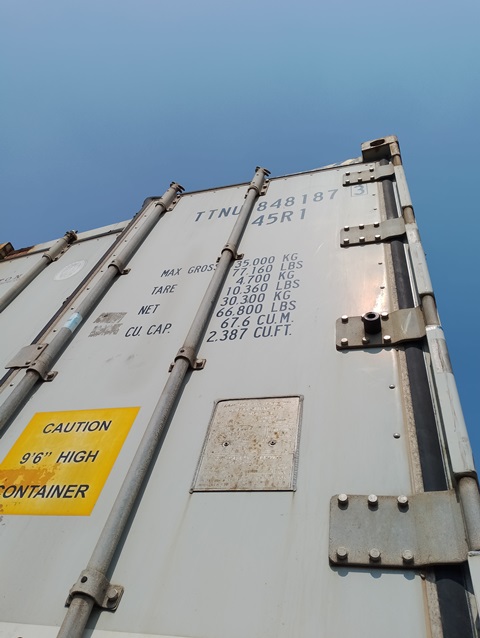 TTNU 848187 3
45R1
MAX GROSS 35.000 KG
77.160 LBS
TARE 4.700 KG
10.360 LBS
NET 30.300 KG
66.800 LBS
CU. CAP. 67.6 CU.M.
2.387 CU.FT.
CAUTION
9'6" HIGH
CONTAINER